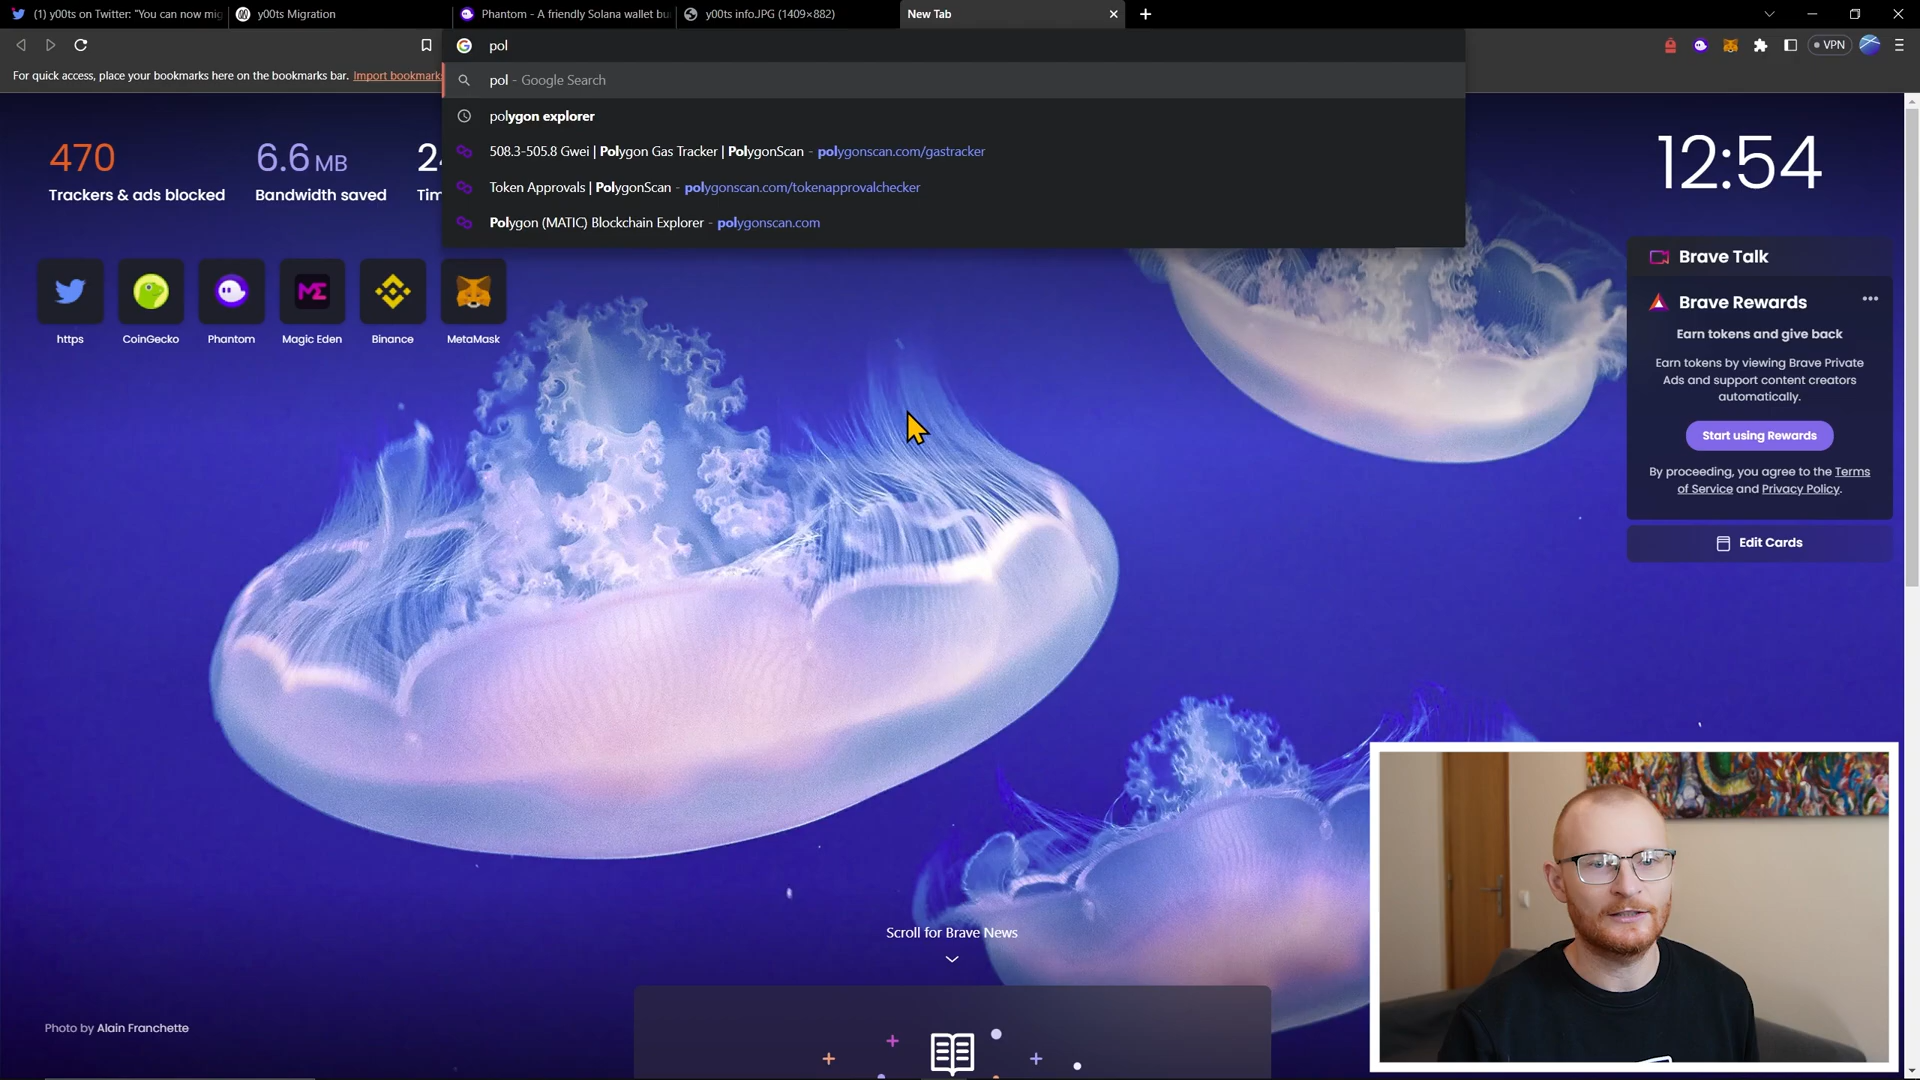 (1) y00ts on Twitter: "You can now mig
y00ts Migration
Phantom - A friendly Solana wallet bu
y00ts info.JPG (1409×882)
New Tab
pol
VPN
For quick access, place your bookmarks here on the bookmarks bar. Import bookmarks
pol - Google Search
polygon explorer
508.3-505.8 Gwei | Polygon Gas Tracker | PolygonScan - polygonscan.com/gastracker
Token Approvals | PolygonScan - polygonscan.com/tokenapprovalchecker
Polygon (MATIC) Blockchain Explorer - polygonscan.com
470
Trackers & ads blocked
6.6 MB
Bandwidth saved
2
Tim
12:54
https
CoinGecko
Phantom
ME
Magic Eden
Binance
MetaMask
Brave Talk
Brave Rewards
Earn tokens and give back
Earn tokens by viewing Brave Private
Ads and support content creators
automatically.
Start using Rewards
By proceeding, you agree to the Terms
of Service and Privacy Policy.
Edit Cards
Scroll for Brave News
Photo by Alain Franchette